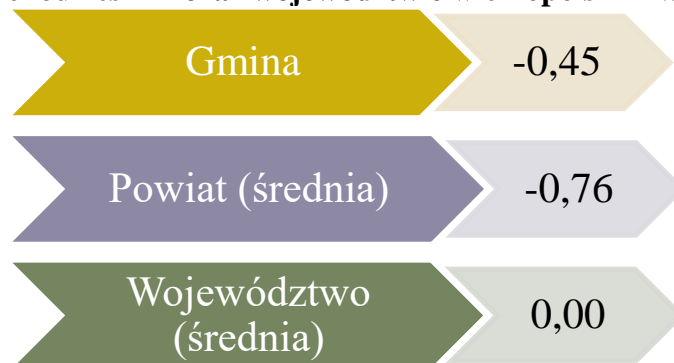 Gmina
-0,45
Powiat (średnia)
-0,76
Województwo
(średnia)
0,00